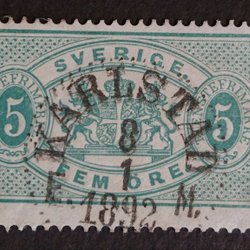 SVERIGE
5 5
FEM ÖRE
KARLSTAD
8
1
1892
F. M.